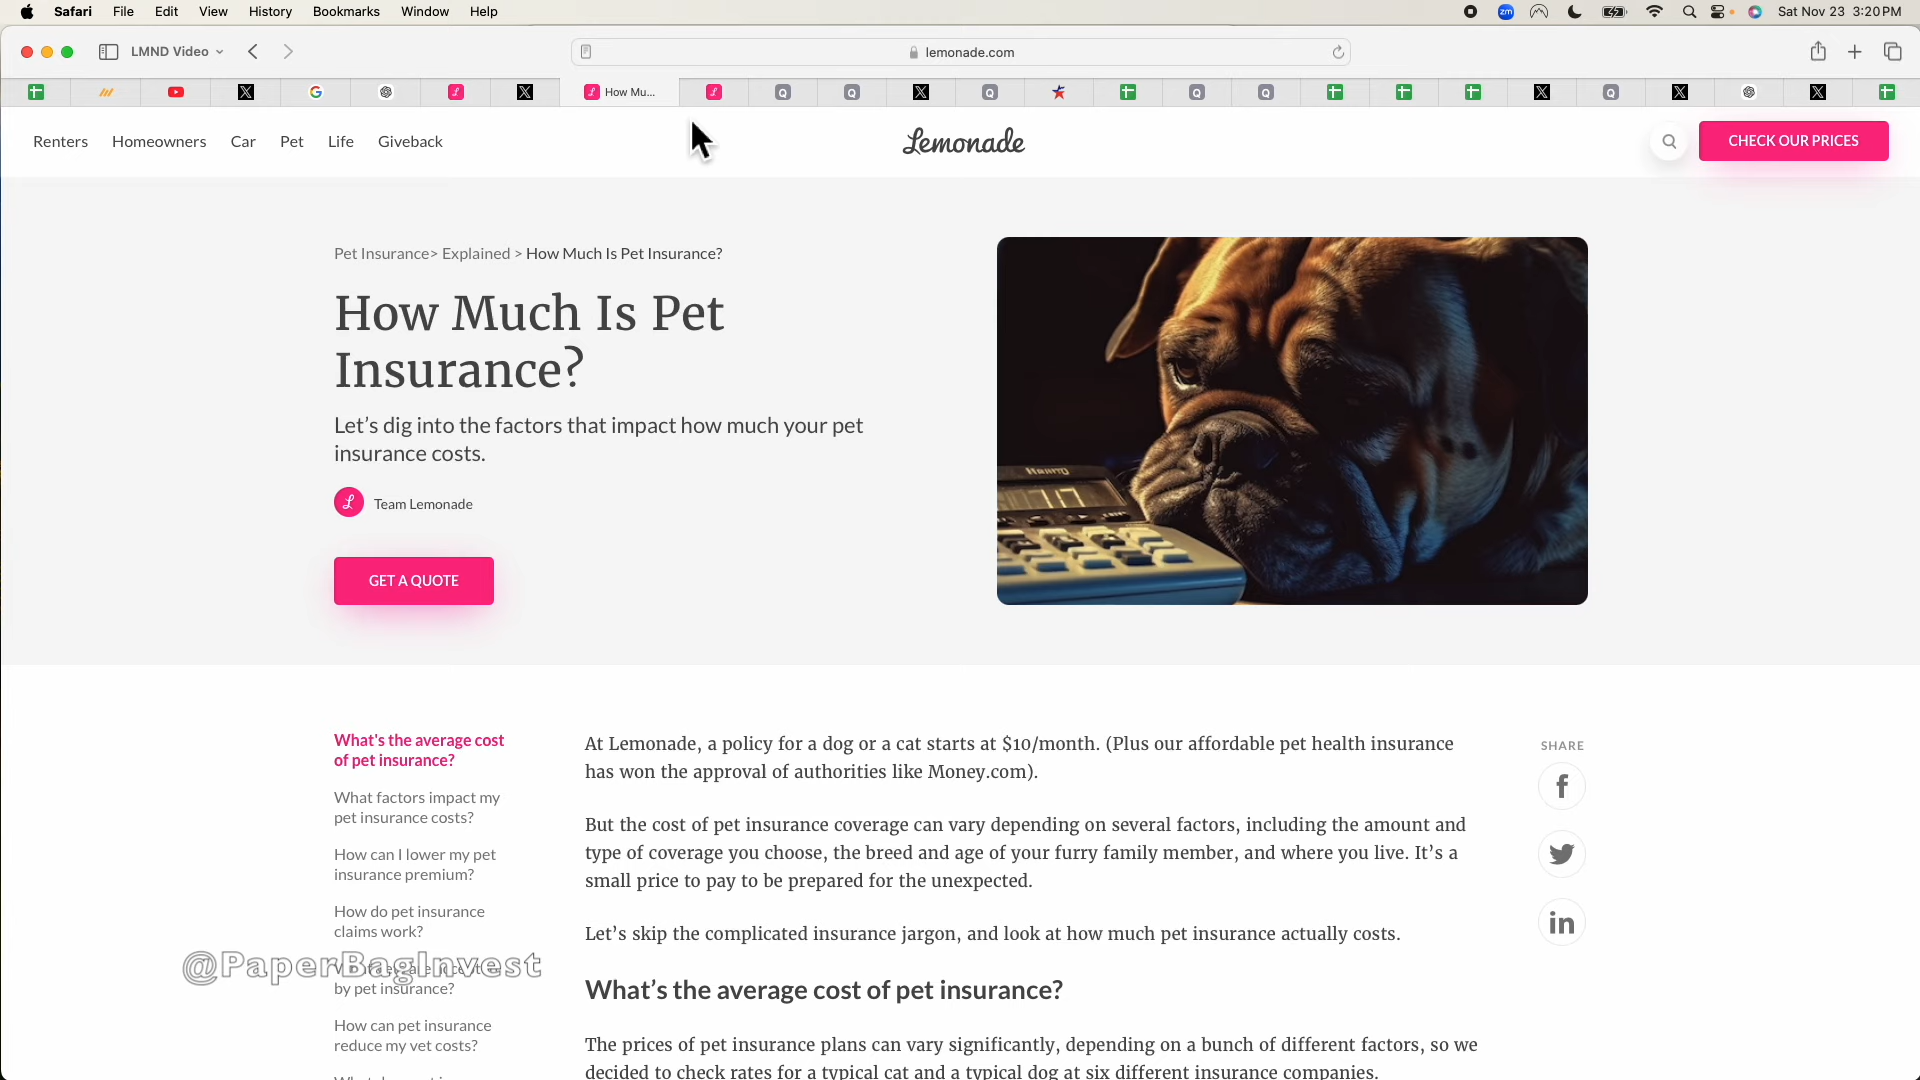 Safari File Edit View History Bookmarks Window Help
zm
Sat Nov 23 3:20 PM
LMND Video
lemonade.com
How Mu...
Renters Homeowners Car Pet Life Giveback
Lemonade
CHECK OUR PRICES
Pet Insurance> Explained > How Much Is Pet Insurance?
How Much Is Pet
Insurance?
Let’s dig into the factors that impact how much your pet
insurance costs.
Team Lemonade
GET A QUOTE
What's the average cost
of pet insurance?
What factors impact my
pet insurance costs?
How can I lower my pet
insurance premium?
How do pet insurance
claims work?
@PaperBagInvest
by pet insurance?
How can pet insurance
reduce my vet costs?
At Lemonade, a policy for a dog or a cat starts at $10/month. (Plus our affordable pet health insurance
has won the approval of authorities like Money.com).
But the cost of pet insurance coverage can vary depending on several factors, including the amount and
type of coverage you choose, the breed and age of your furry family member, and where you live. It’s a
small price to pay to be prepared for the unexpected.
Let’s skip the complicated insurance jargon, and look at how much pet insurance actually costs.
What’s the average cost of pet insurance?
The prices of pet insurance plans can vary significantly, depending on a bunch of different factors, so we
decided to check rates for a typical cat and a typical dog at six different insurance companies.
SHARE